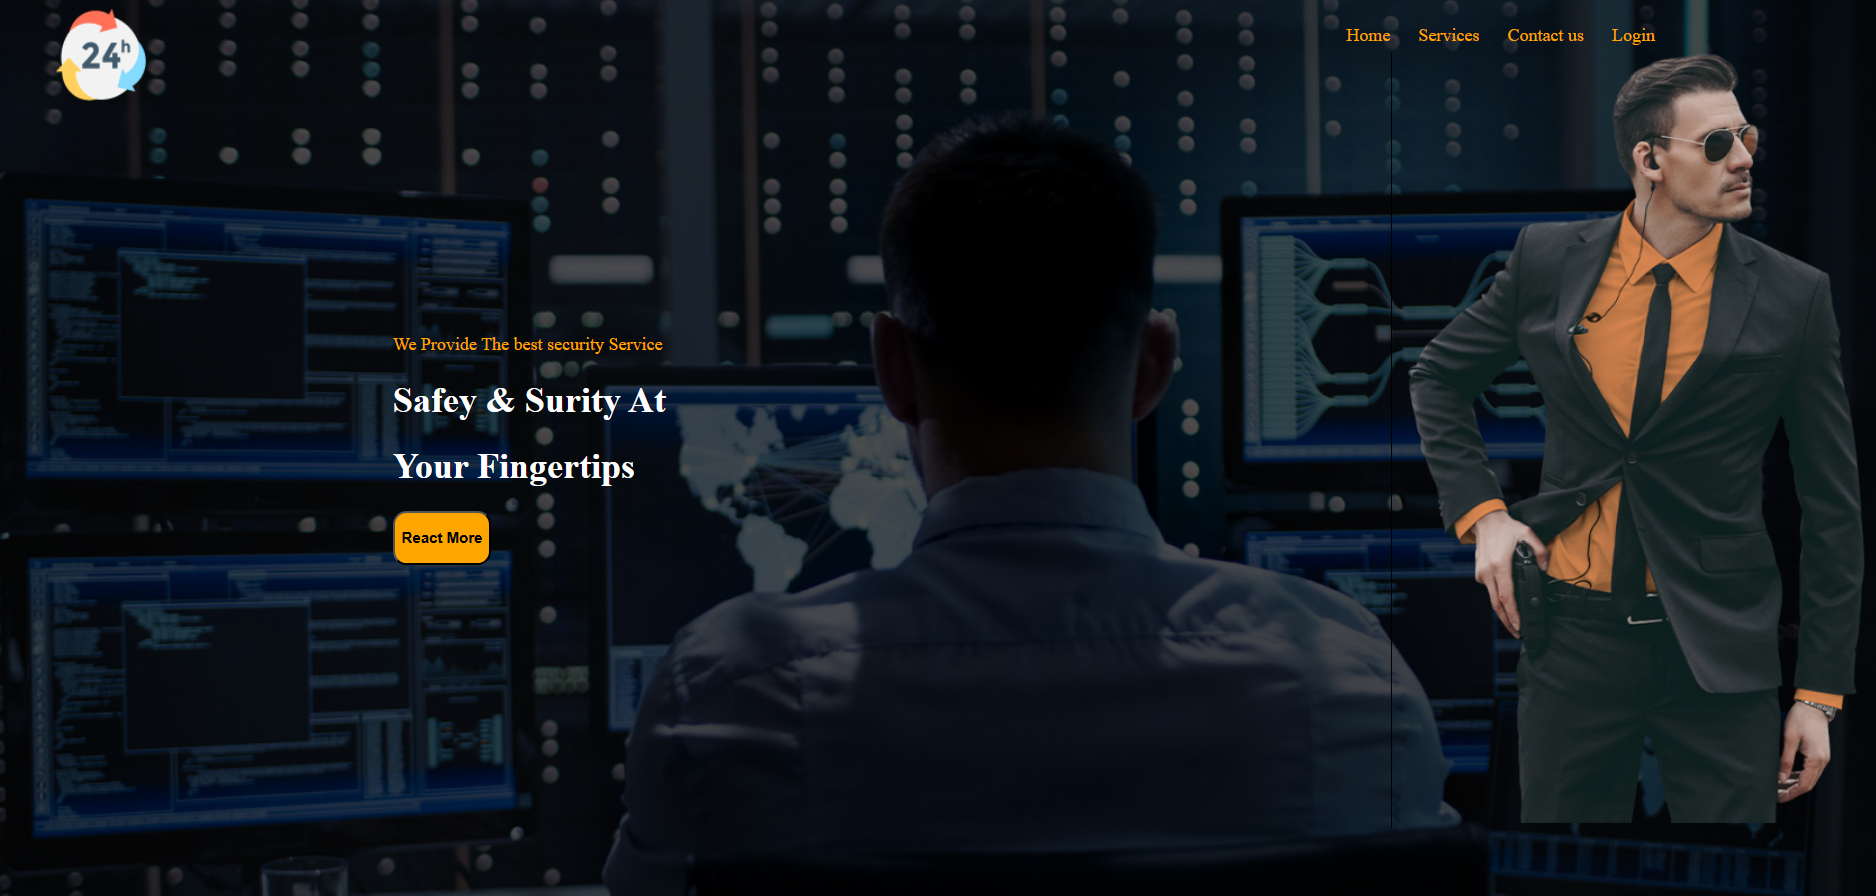 24h
Home Services Contact us Login
We Provide The best security Service
Safey & Surity At
Your Fingertips
React More